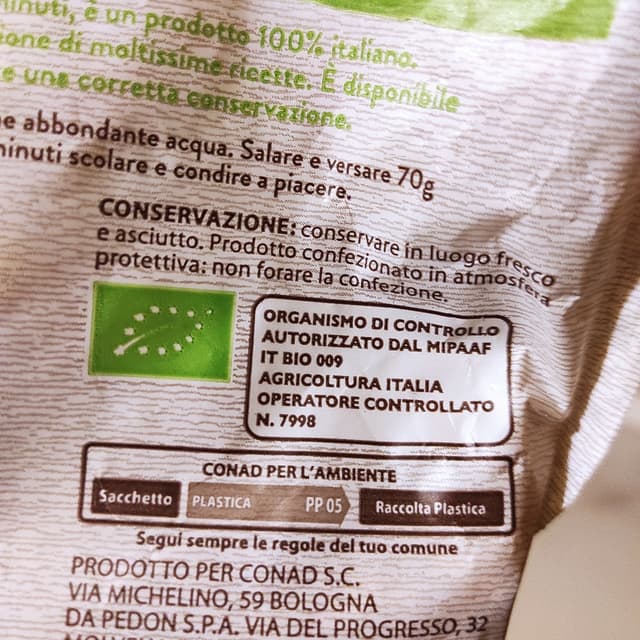 minuti, è un prodotto 100% italiano.
ione di moltissime ricette. È disponibile
e una corretta conservazione.
e abbondante acqua. Salare e versare 70g
minuti scolare e condire a piacere.
CONSERVAZIONE: conservare in luogo fresco
e asciutto. Prodotto confezionato in atmosfera
protettiva: non forare la confezione.
ORGANISMO DI CONTROLLO
AUTORIZZATO DAL MIPAAF
IT BIO 009
AGRICOLTURA ITALIA
OPERATORE CONTROLLATO
N. 7998
CONAD PER L'AMBIENTE
Sacchetto PLASTICA PP 05 Raccolta Plastica
Segui sempre le regole del tuo comune
PRODOTTO PER CONAD S.C.
VIA MICHELINO, 59 BOLOGNA
DA PEDON S.P.A. VIA DEL PROGRESSO, 32